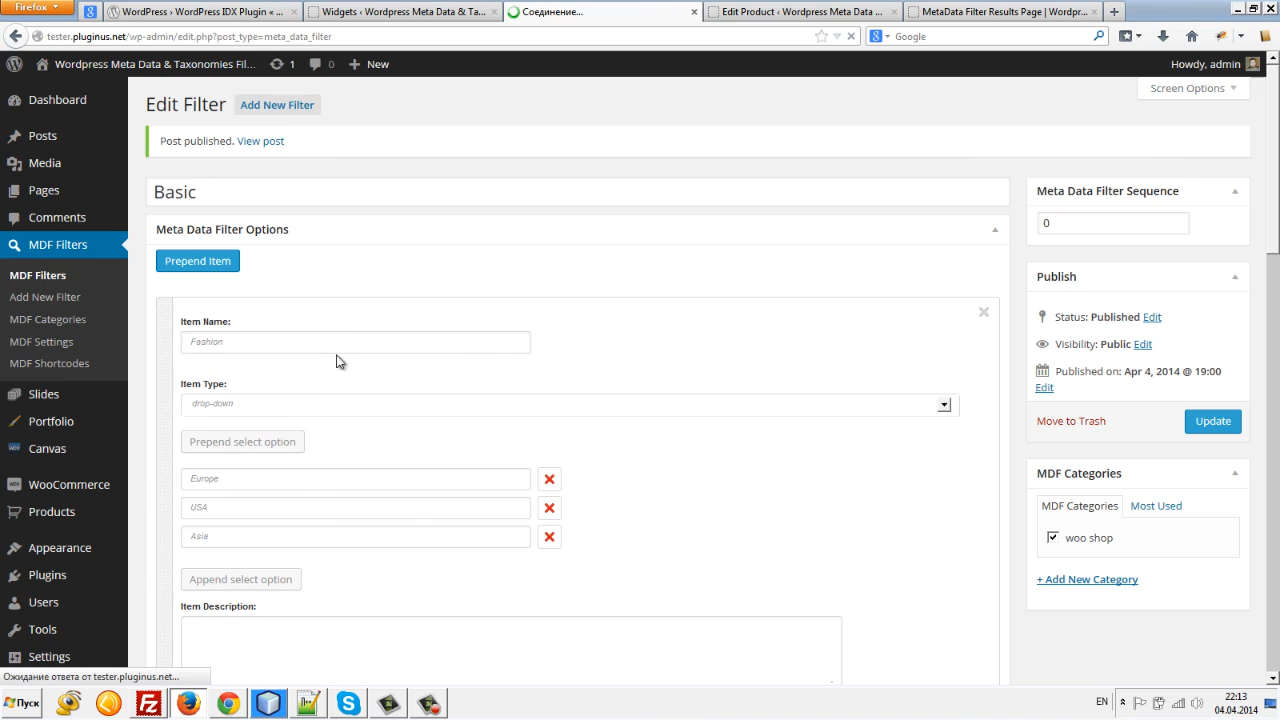 Firefox
WordPress › WordPress IDX Plugin « ...
Widgets ‹ Wordpress Meta Data & Ta...
Соединение...
Edit Product ‹ Wordpress Meta Data ...
MetaData Filter Results Page | Wordpr...
tester.pluginus.net/wp-admin/edit.php?post_type=meta_data_filter
Google
Wordpress Meta Data & Taxonomies Fil...
1
0
New
Howdy, admin
Dashboard
Posts
Media
Pages
Comments
MDF Filters
MDF Filters
Add New Filter
MDF Categories
MDF Settings
MDF Shortcodes
Slides
Portfolio
Canvas
WooCommerce
Products
Appearance
Plugins
Users
Tools
Settings
Edit Filter
Add New Filter
Screen Options
Post published. View post
Basic
Meta Data Filter Options
Prepend Item
Item Name:
Fashion
Item Type:
drop-down
Prepend select option
Europe
USA
Asia
Append select option
Item Description:
Meta Data Filter Sequence
0
Publish
Status: Published Edit
Visibility: Public Edit
Published on: Apr 4, 2014 @ 19:00
Edit
Move to Trash
Update
MDF Categories
MDF Categories
Most Used
woo shop
+ Add New Category
Ожидание ответа от tester.pluginus.net...
Пуск
EN
22:13
04.04.2014